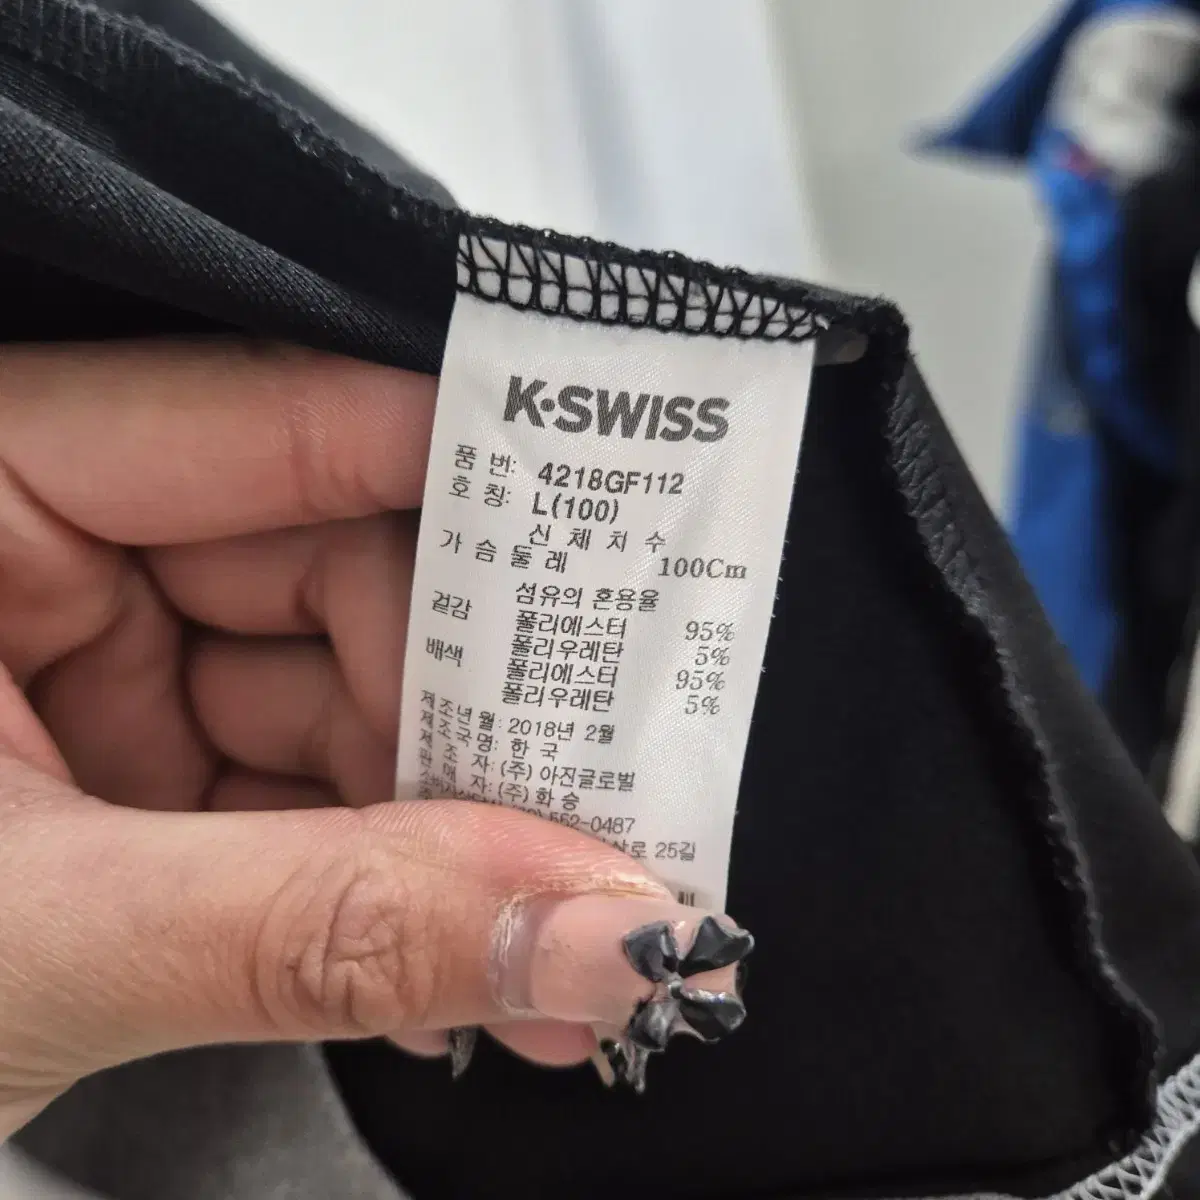 K·SWISS
품 번: 4218GF112
호 칭: L(100)
신 체 치 수
가 슴 둘 레 100Cm
섬유의 혼용율
겉감 폴리에스터 95%
폴리우레탄 5%
배색 폴리에스터 95%
폴리우레탄 5%
제조년 월: 2018년 2월
제조국명: 한 국
제 조 자: (주) 아진글로벌
판 매 자: (주) 화 승
562-0487
로 25길